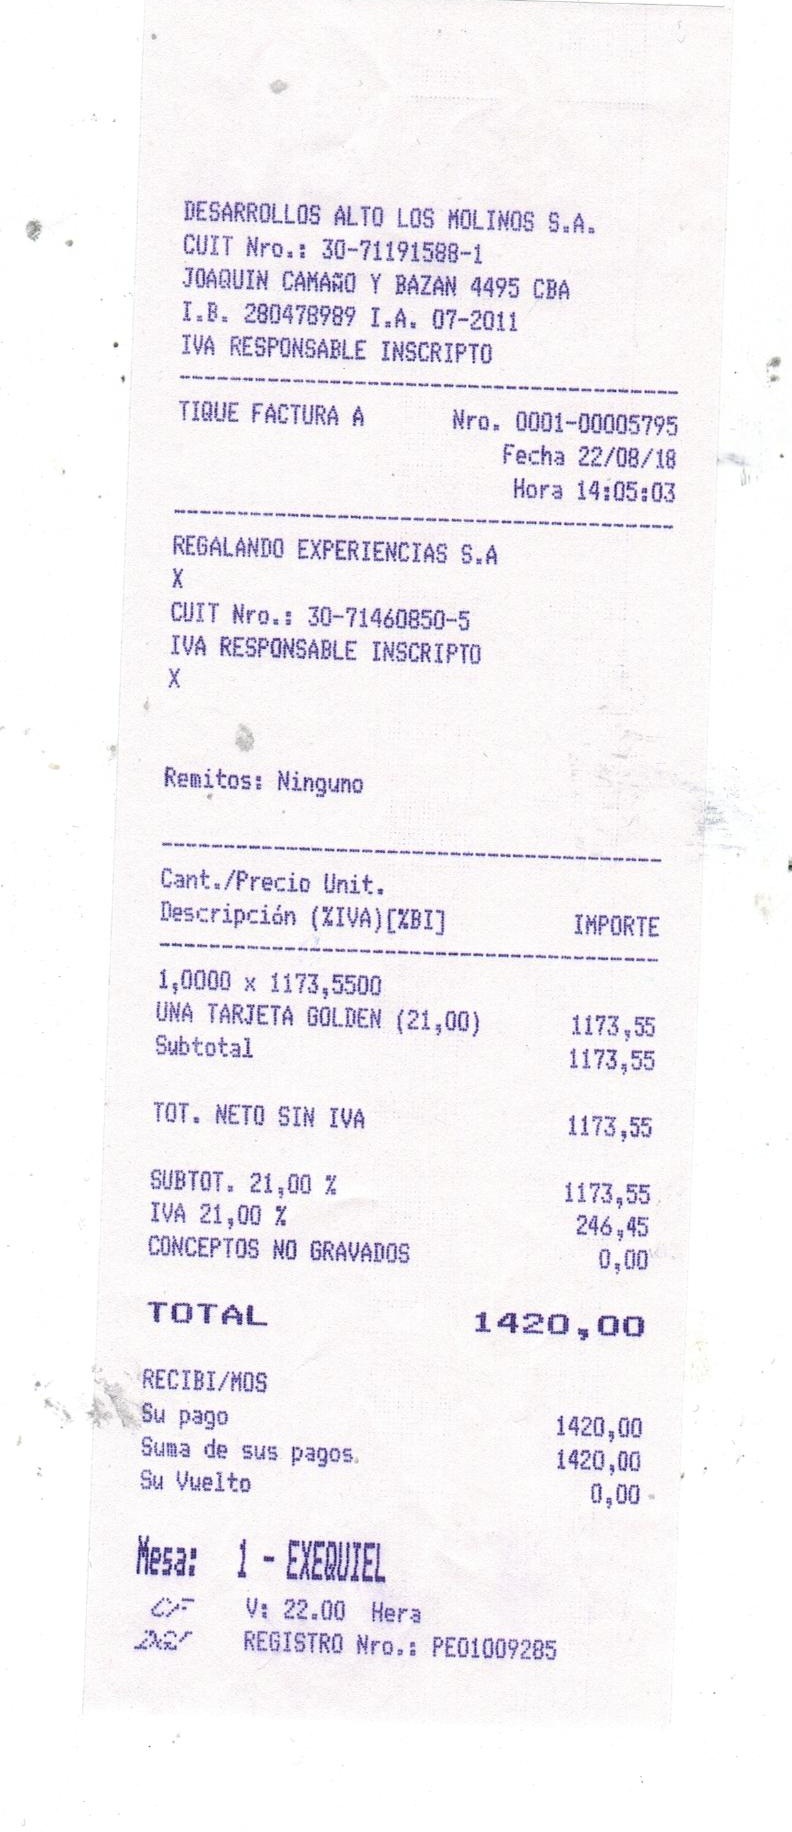 DESARROLLOS ALTO LOS MOLINOS S.A.
CUIT Nro.: 30-71191588-1
JOAQUIN CAMAÑO Y BAZAN 4495 CBA
I.B. 280478989 I.A. 07-2011
IVA RESPONSABLE INSCRIPTO
TIQUE FACTURA A Nro. 0001-00005795
Fecha 22/08/18
Hora 14:05:03
REGALANDO EXPERIENCIAS S.A
X
CUIT Nro.: 30-71460850-5
IVA RESPONSABLE INSCRIPTO
X
Remitos: Ninguno
Cant./Precio Unit.
Descripción (%IVA)[%BI] IMPORTE
1,0000 x 1173,5500
UNA TARJETA GOLDEN (21,00) 1173,55
Subtotal 1173,55
TOT. NETO SIN IVA 1173,55
SUBTOT. 21,00 % 1173,55
IVA 21,00 % 246,45
CONCEPTOS NO GRAVADOS 0,00
TOTAL 1420,00
RECIBI/MOS
Su pago 1420,00
Suma de sus pagos 1420,00
Su Vuelto 0,00
Mesa: 1 - EXEQUIEL
CF V: 22.00 Hera
REGISTRO Nro.: PEO1009285